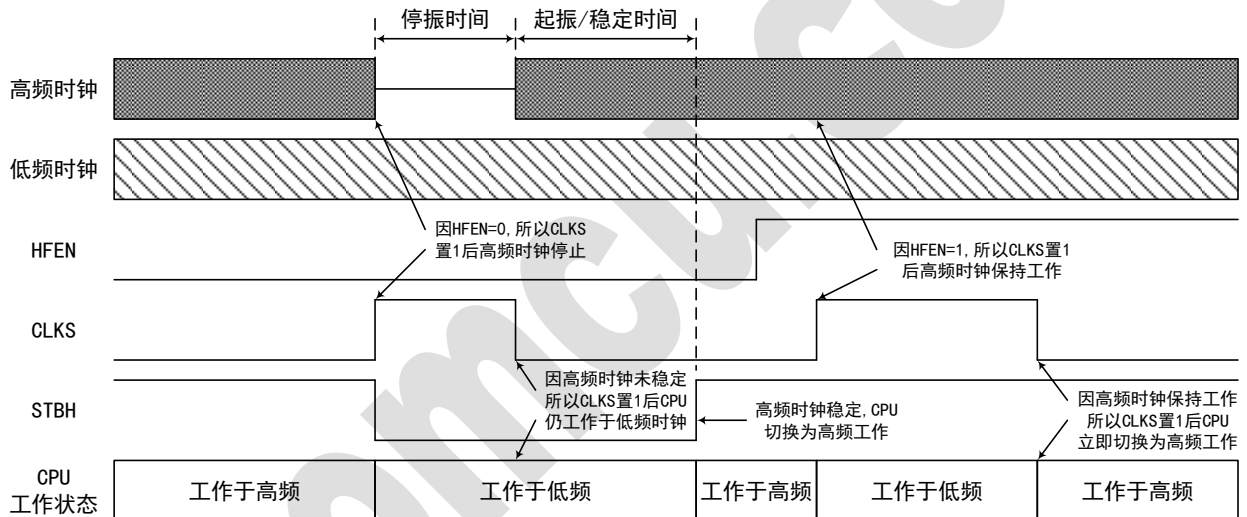 停振时间
起振/稳定时间
高频时钟
低频时钟
因HFEN=0,所以CLKS
置1后高频时钟停止
HFEN
因HFEN=1,所以CLKS置1
后高频时钟保持工作
CLKS
因高频时钟未稳定
所以CLKS置1后CPU
仍工作于低频时钟
STBH
高频时钟稳定,CPU
切换为高频工作
因高频时钟保持工作
所以CLKS置1后CPU
立即切换为高频工作
CPU
工作状态
工作于高频
工作于低频
工作于高频
工作于低频
工作于高频